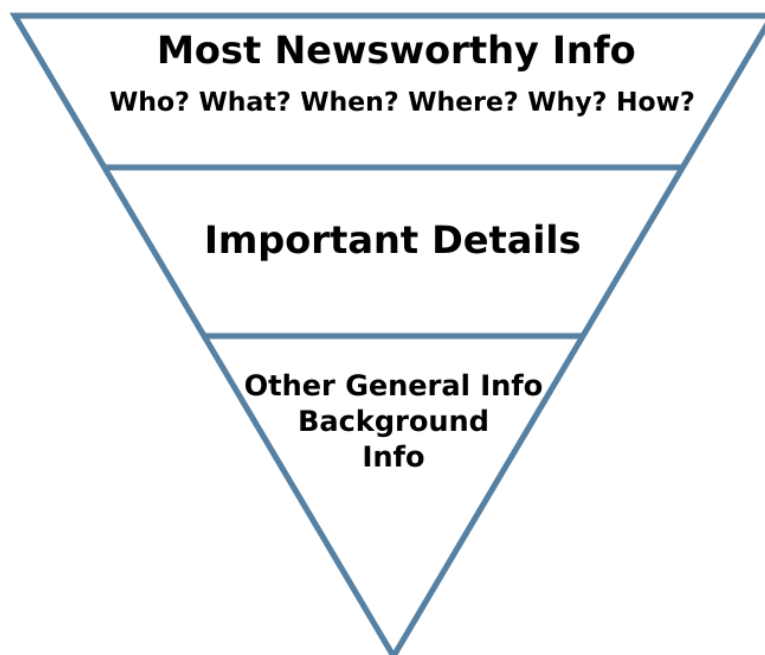 Most Newsworthy Info
Who? What? When? Where? Why? How?
Important Details
Other General Info
Background
Info